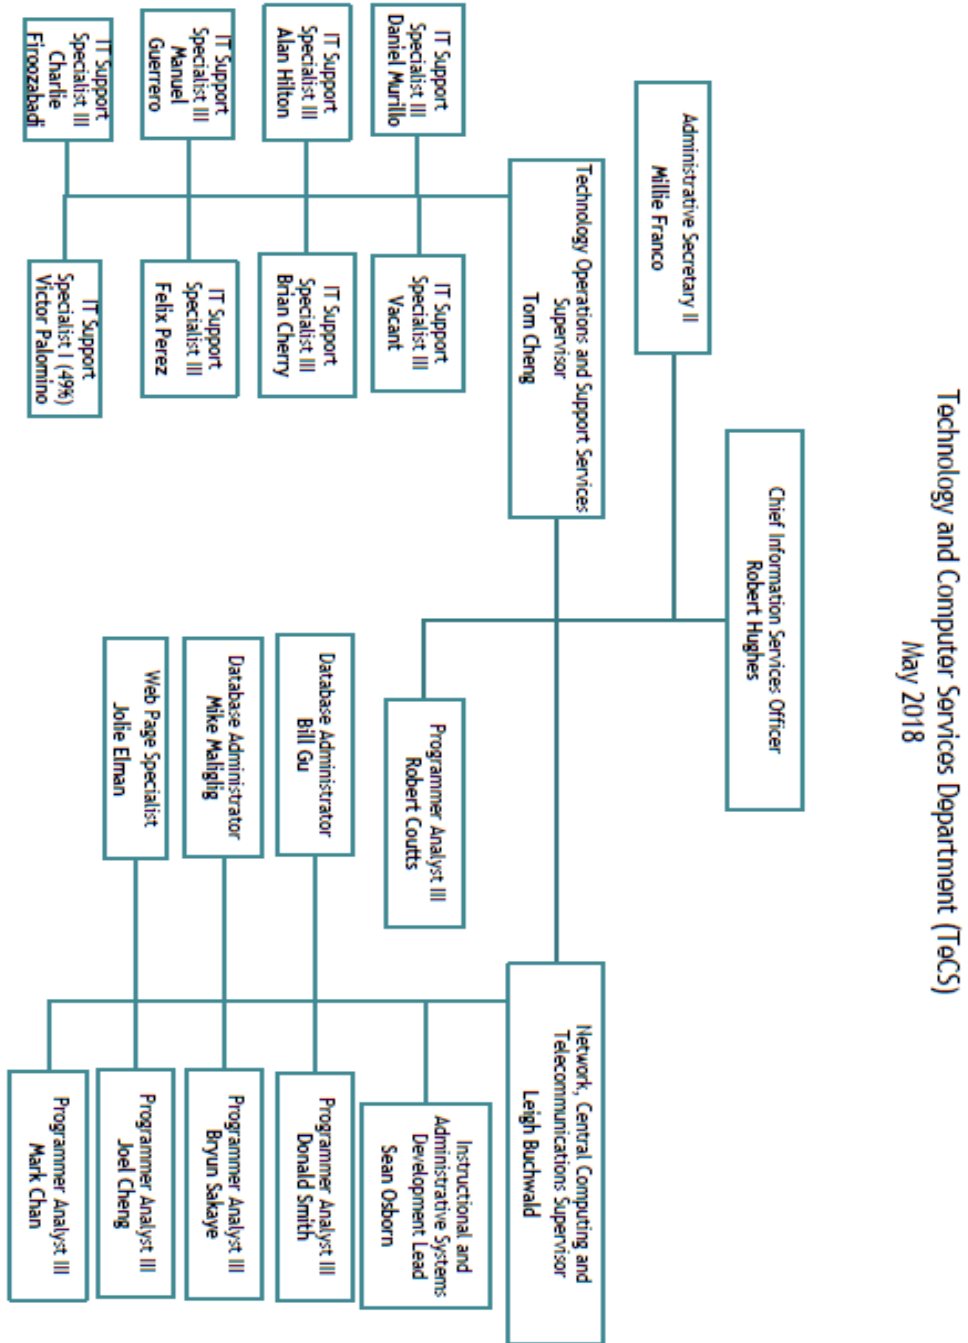 Technology and Computer Services Department (TeCS)
May 2018
Chief Information Services Officer
Robert Hughes
Administrative Secretary II
Millie Franco
Technology Operations and Support Services
Supervisor
Tom Cheng
Network, Central Computing and
Telecommunications Supervisor
Leigh Buchwald
Programmer Analyst III
Robert Coutts
IT Support
Specialist III
Daniel Murillo
IT Support
Specialist III
Vacant
IT Support
Specialist III
Alan Hilton
IT Support
Specialist III
Brian Cherry
IT Support
Specialist III
Manuel
Guerrero
IT Support
Specialist III
Felix Perez
IT Support
Specialist III
Charlie
Firoozabadi
IT Support
Specialist I (49%)
Victor Palomino
Instructional and
Administrative Systems
Development Lead
Sean Osborn
Database Administrator
Bill Gu
Programmer Analyst III
Donald Smith
Database Administrator
Mike Maliglig
Programmer Analyst III
Bryun Sakaye
Web Page Specialist
Jolie Elman
Programmer Analyst III
Joel Cheng
Programmer Analyst III
Mark Chan